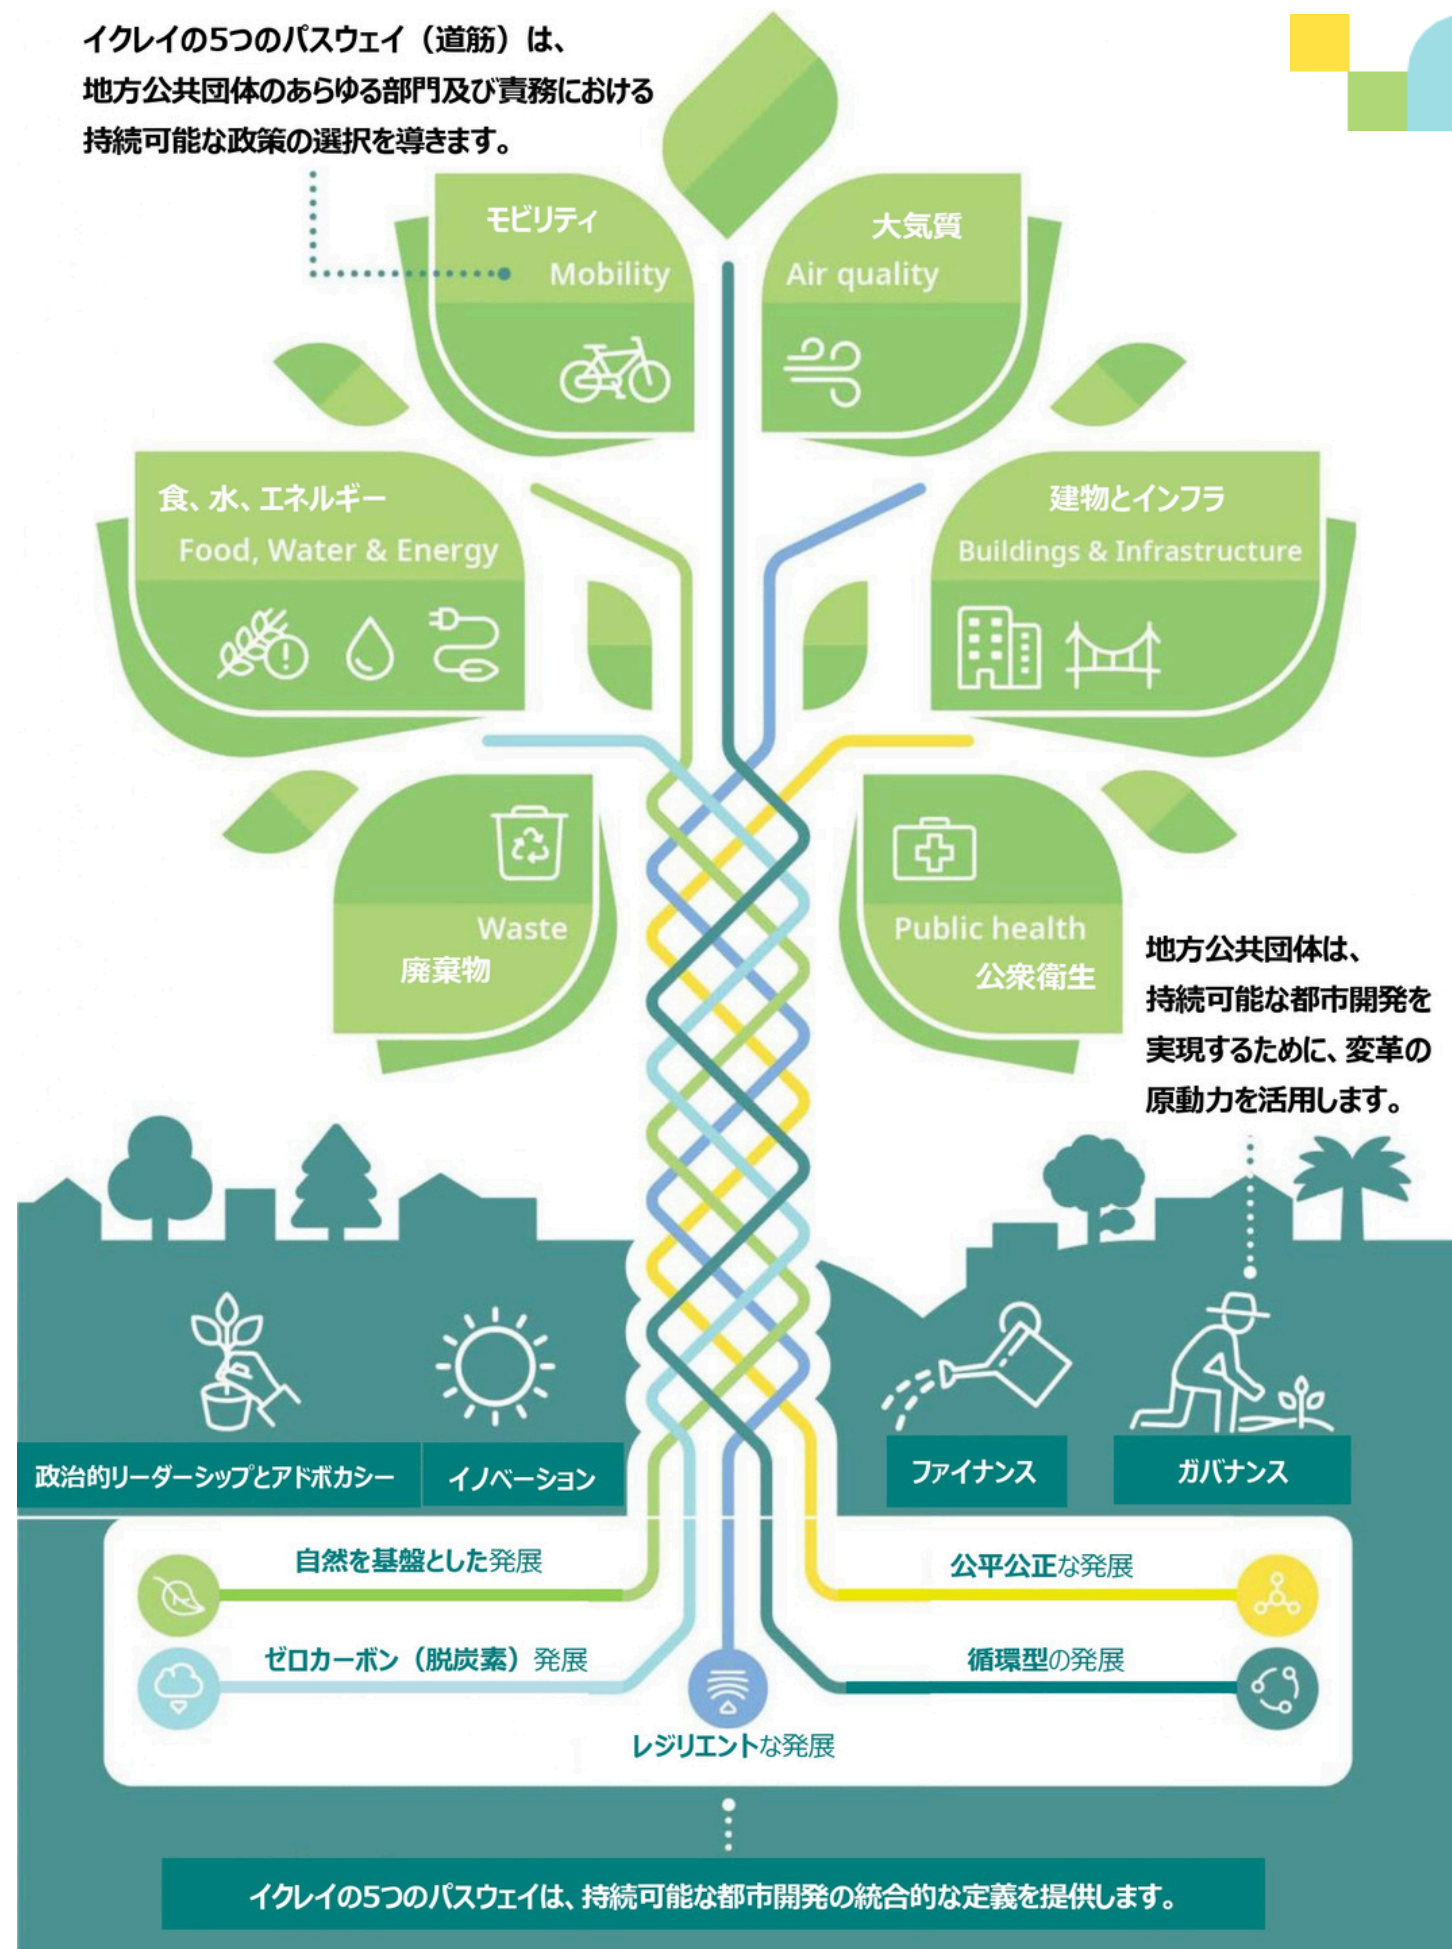 イクレイの5つのパスウェイ（道筋）は、
地方公共団体のあらゆる部門及び責務における
持続可能な政策の選択を導きます。
モビリティ
Mobility
大気質
Air quality
食、水、エネルギー
Food, Water & Energy
建物とインフラ
Buildings & Infrastructure
Waste
廃棄物
Public health
公衆衛生
地方公共団体は、
持続可能な都市開発を
実現するために、変革の
原動力を活用します。
政治的リーダーシップとアドボカシー
イノベーション
ファイナンス
ガバナンス
自然を基盤とした発展
公平公正な発展
ゼロカーボン（脱炭素）発展
循環型の発展
レジリエントな発展
イクレイの5つのパスウェイは、持続可能な都市開発の統合的な定義を提供します。